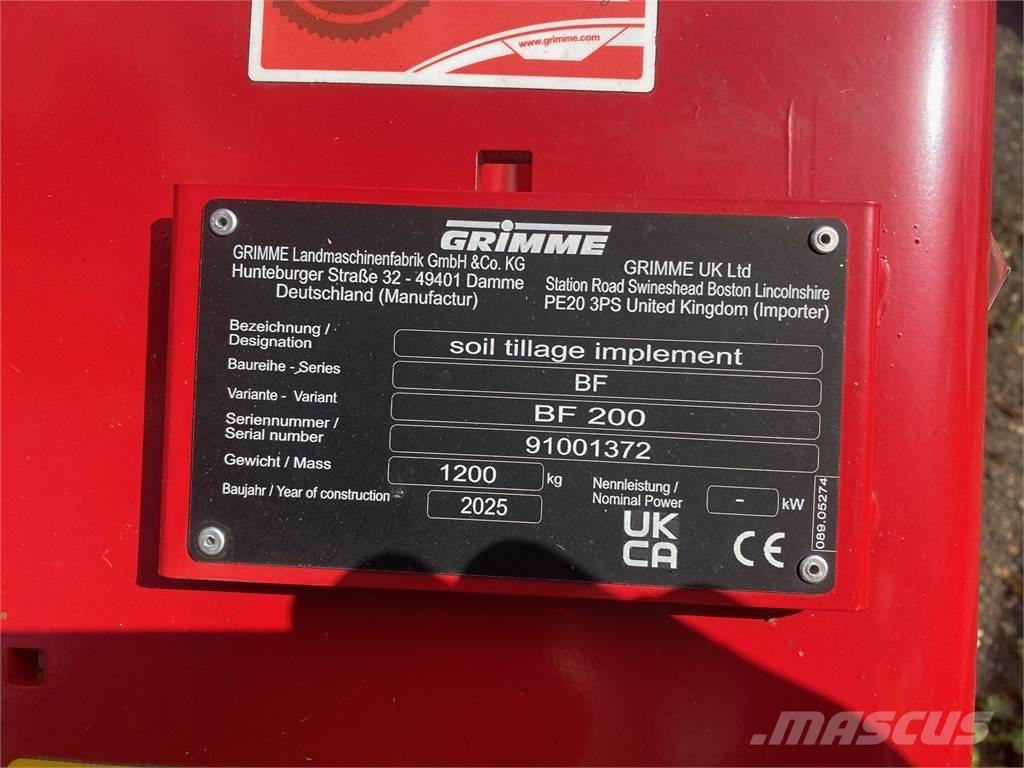 www.grimme.com
GRIMME
GRIMME Landmaschinenfabrik GmbH &Co. KG
Hunteburger Straße 32 - 49401 Damme
Deutschland (Manufactur)
GRIMME UK Ltd
Station Road Swineshead Boston Lincolnshire
PE20 3PS United Kingdom (Importer)
Bezeichnung /
Designation
soil tillage implement
Baureihe - Series
BF
Variante - Variant
BF 200
Seriennummer /
Serial number
91001372
Gewicht / Mass
1200 kg
Baujahr / Year of construction
2025
Nennleistung /
Nominal Power
- kW
UK
CA
CE
089.05274
MASCUS